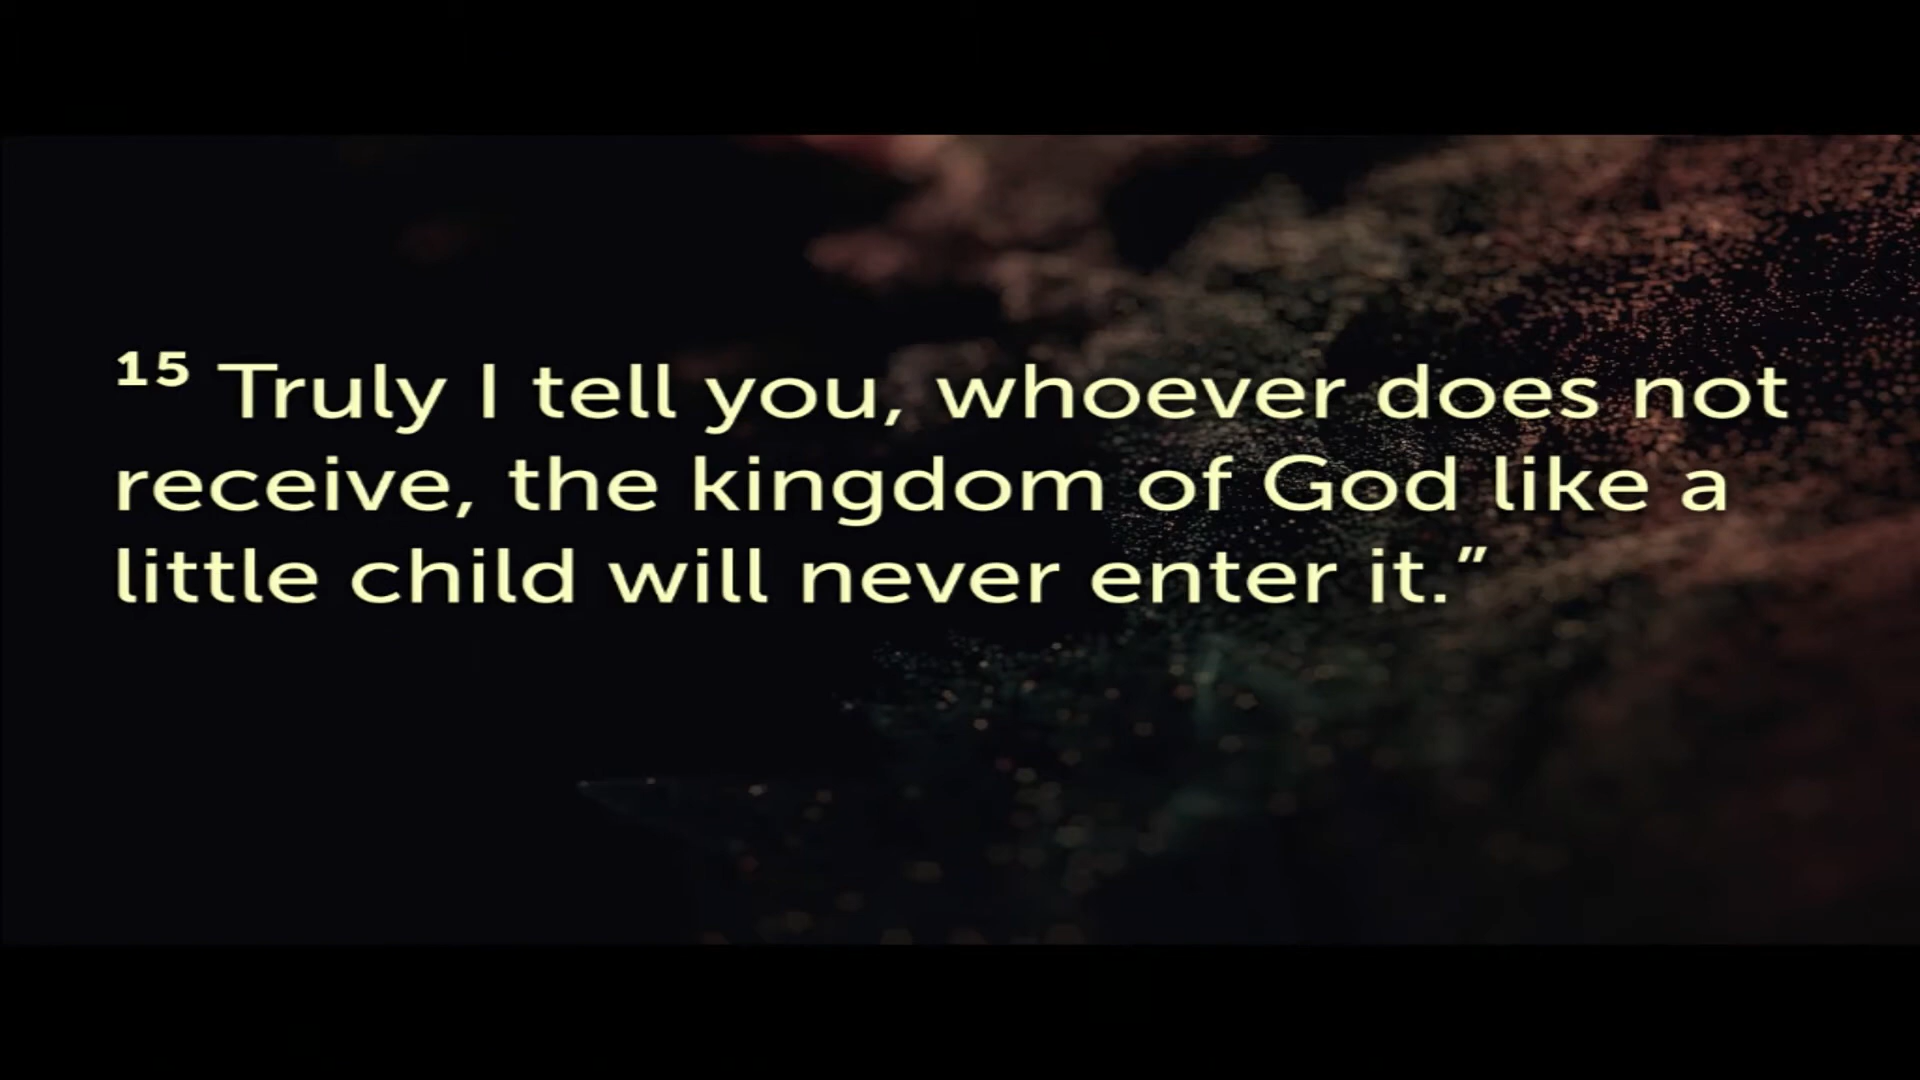 15 Truly I tell you, whoever does not
receive, the kingdom of God like a
little child will never enter it.”